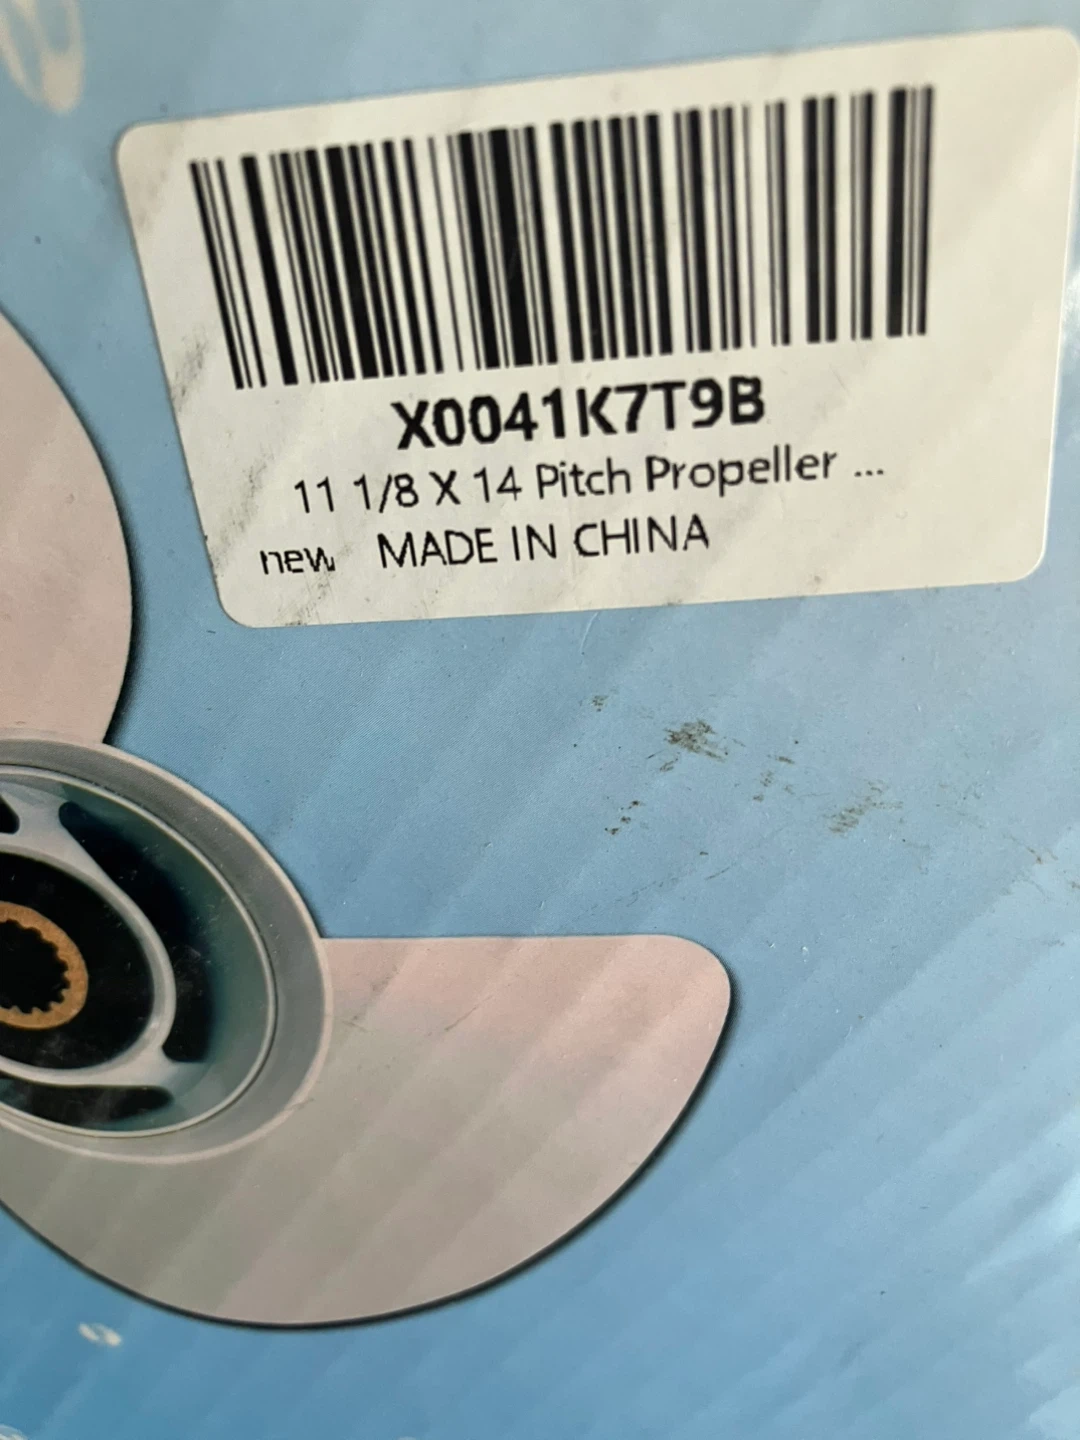 X0041K7T9B
11 1/8 X 14 Pitch Propeller ...
new MADE IN CHINA